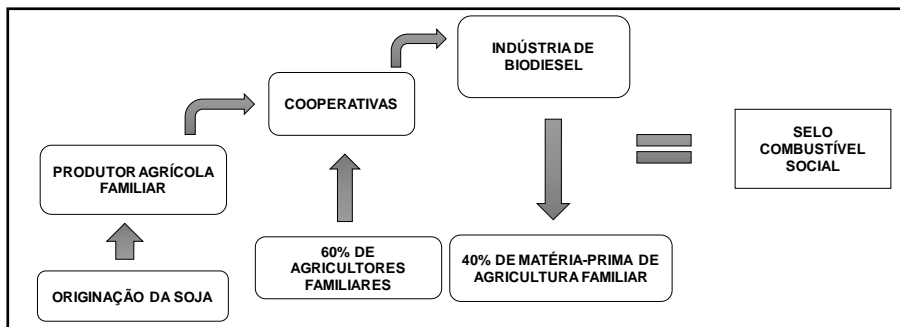 INDÚSTRIA DE
BIODIESEL
COOPERATIVAS
SELO
COMBUSTÍVEL
SOCIAL
PRODUTOR AGRÍCOLA
FAMILIAR
60% DE
AGRICULTORES
FAMILIARES
40% DE MATÉRIA-PRIMA DE
AGRICULTURA FAMILIAR
ORIGINAÇÃO DA SOJA